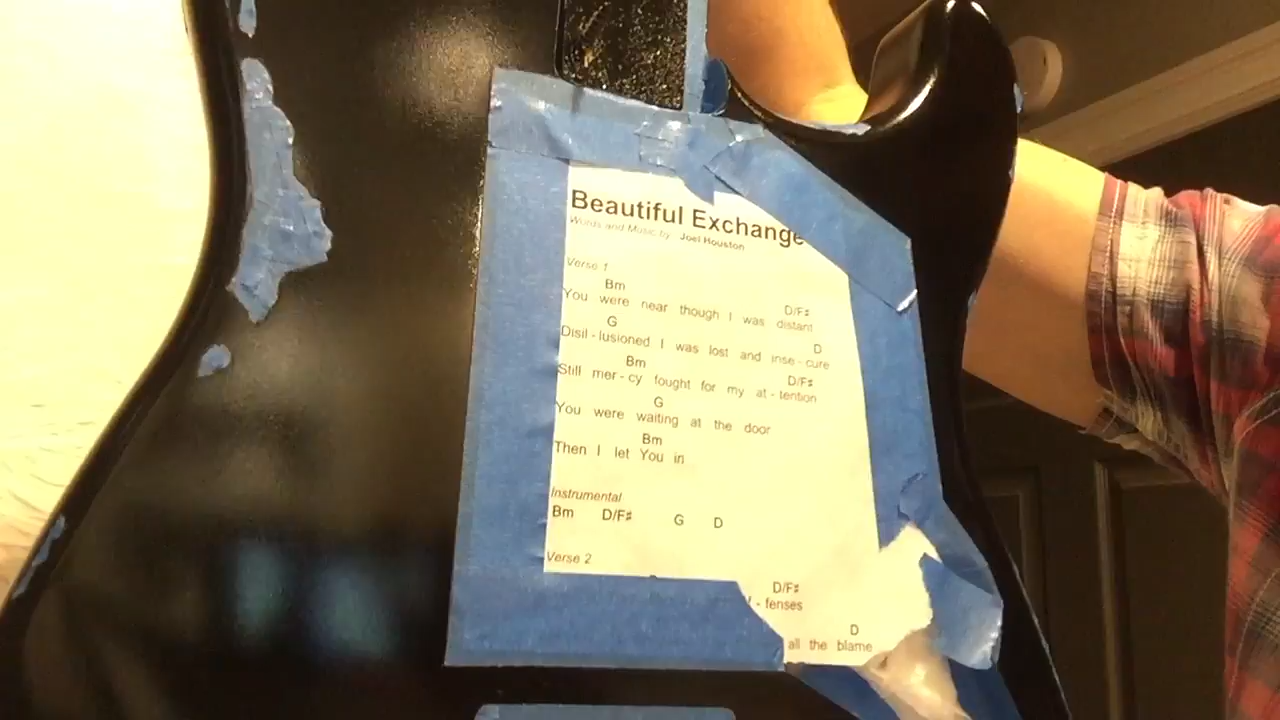 Beautiful Exchange
Words and Music by Joel Houston
Verse 1
Bm D/F♯
You were near though I was distant
G D
Disil - lusioned I was lost and inse - cure
Bm D/F♯
Still mer - cy fought for my at - tention
G
You were waiting at the door
Bm
Then I let You in
Instrumental
Bm D/F♯ G D
Verse 2
D/F♯
- fenses
D
all the blame